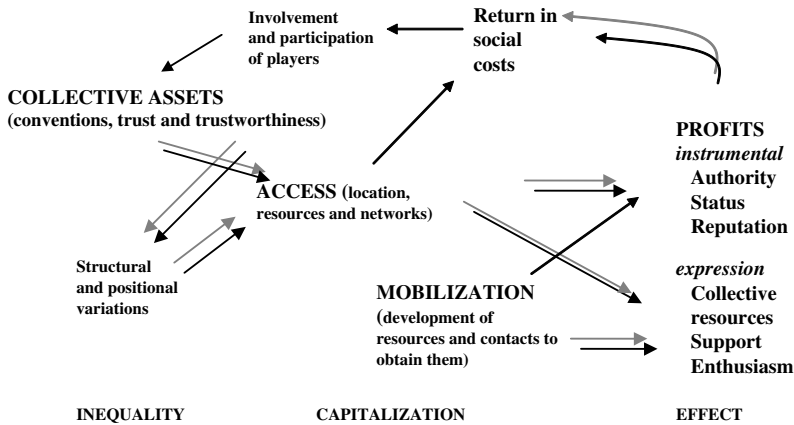 Involvement
and participation
of players
Return in
social
costs
COLLECTIVE ASSETS
(conventions, trust and trustworthiness)
ACCESS (location,
resources and networks)
Structural
and positional
variations
MOBILIZATION
(development of
resources and contacts to
obtain them)
PROFITS
instrumental
Authority
Status
Reputation
expression
Collective
resources
Support
Enthusiasm
INEQUALITY
CAPITALIZATION
EFFECT